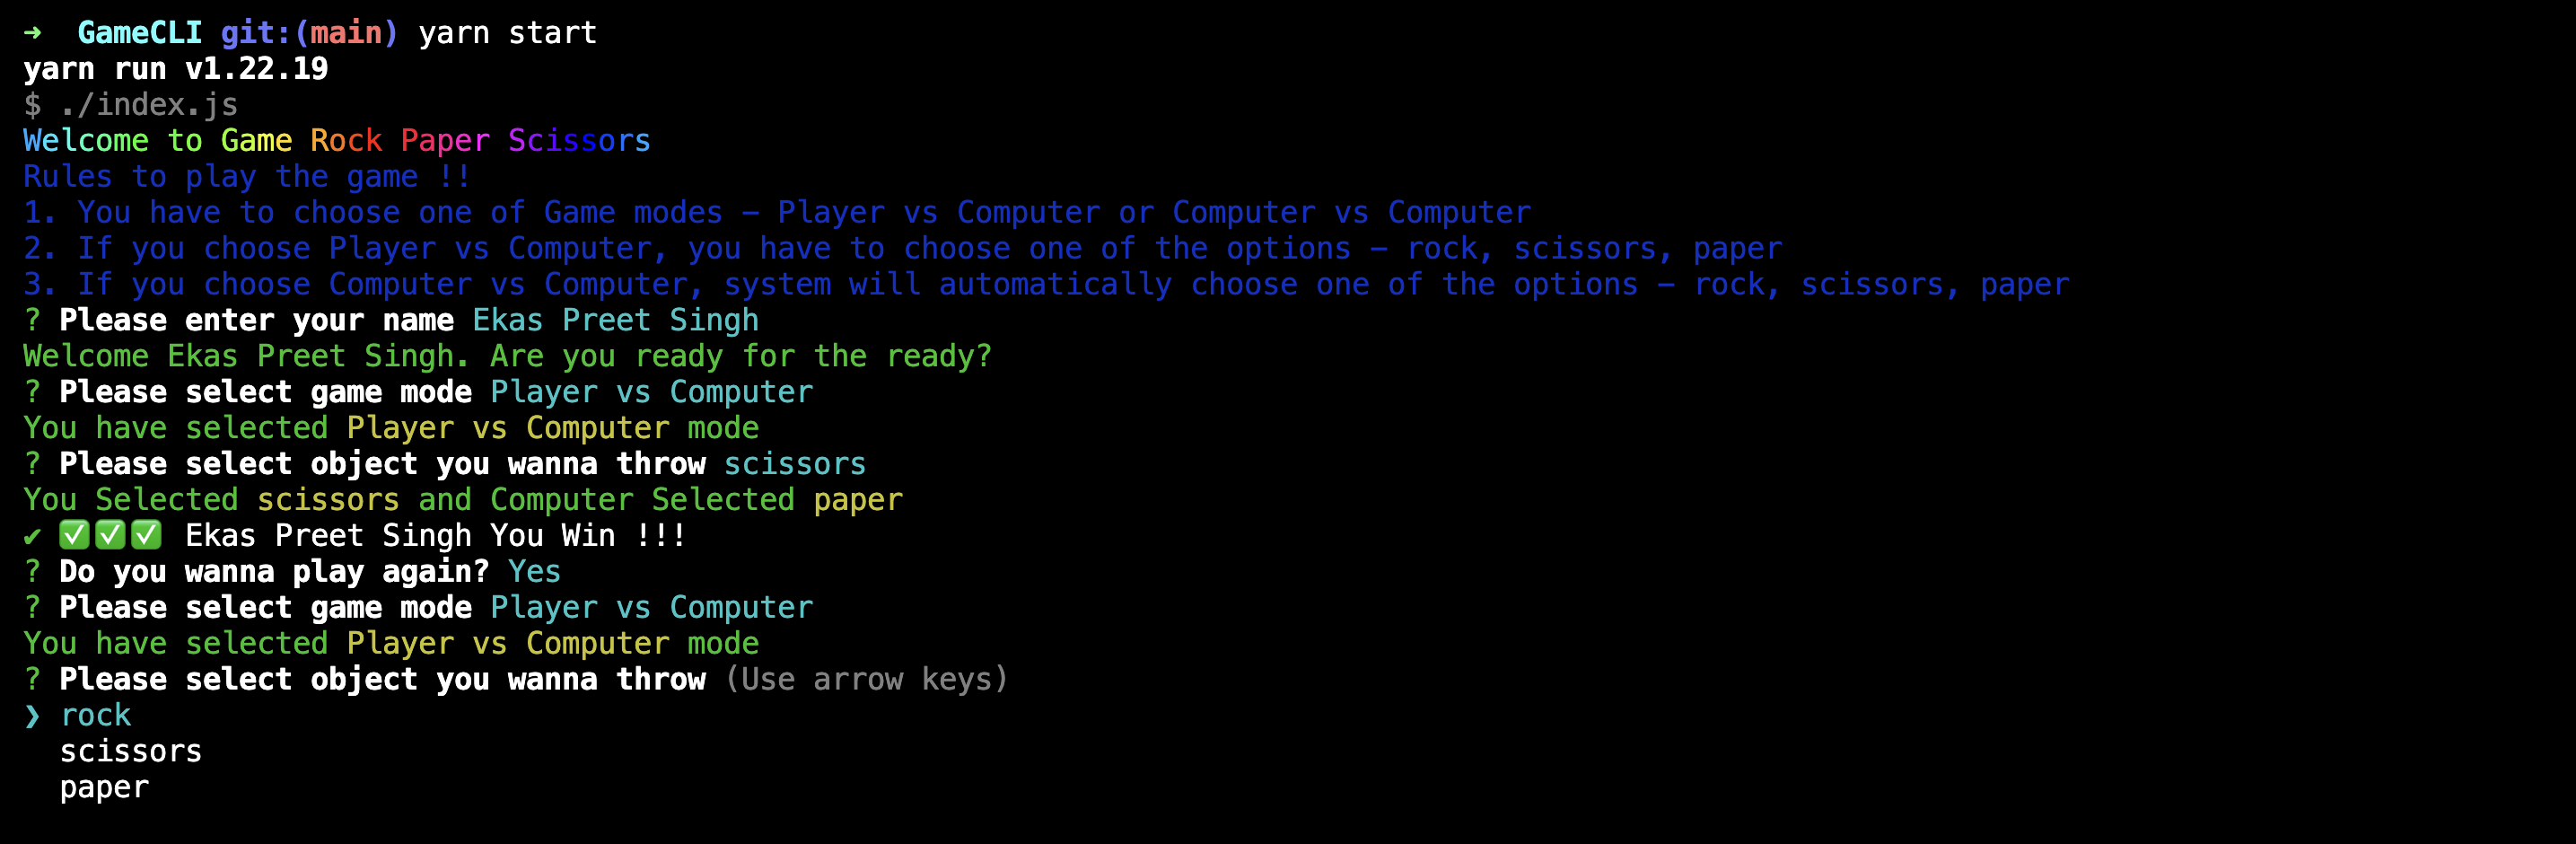 ➜  GameCLI git:(main) yarn start
yarn run v1.22.19
$ ./index.js
Welcome to Game Rock Paper Scissors
Rules to play the game !!
1. You have to choose one of Game modes – Player vs Computer or Computer vs Computer
2. If you choose Player vs Computer, you have to choose one of the options – rock, scissors, paper
3. If you choose Computer vs Computer, system will automatically choose one of the options – rock, scissors, paper
? Please enter your name Ekas Preet Singh
Welcome Ekas Preet Singh. Are you ready for the ready?
? Please select game mode Player vs Computer
You have selected Player vs Computer mode
? Please select object you wanna throw scissors
You Selected scissors and Computer Selected paper
✔ ✅✅✅ Ekas Preet Singh You Win !!!
? Do you wanna play again? Yes
? Please select game mode Player vs Computer
You have selected Player vs Computer mode
? Please select object you wanna throw (Use arrow keys)
❯ rock
  scissors
  paper